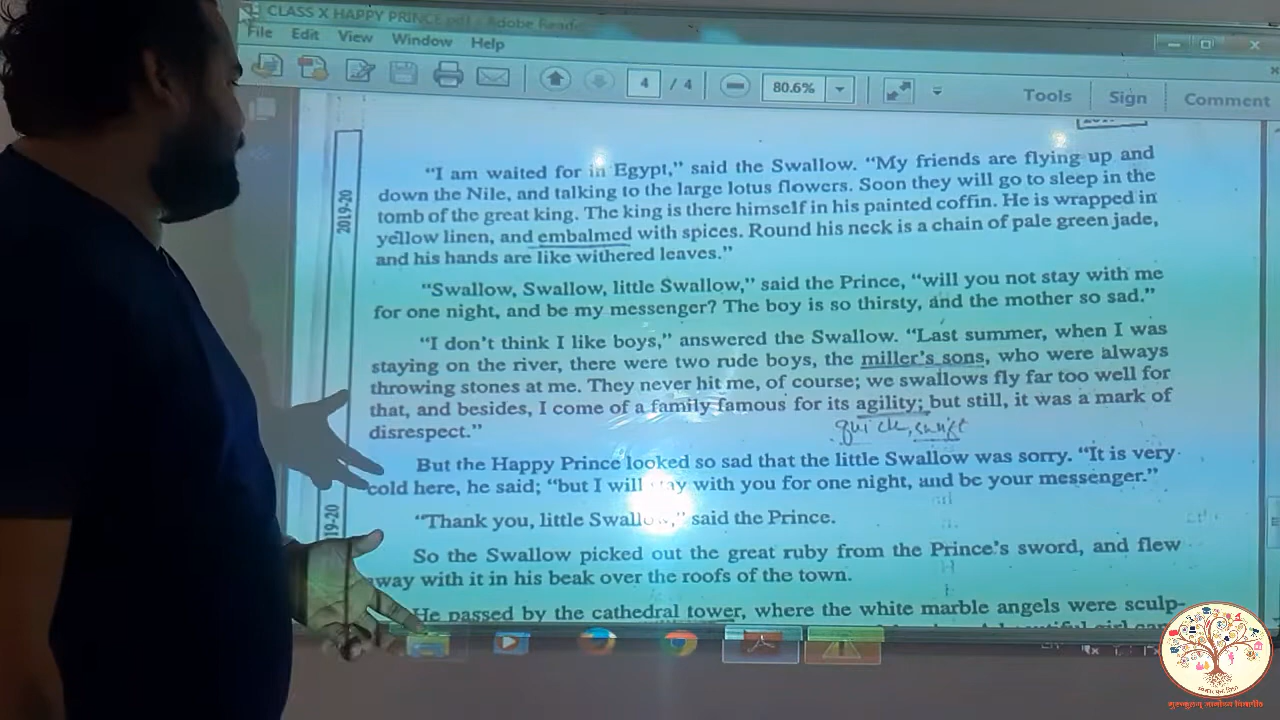 CLASS X HAPPY PRINCE.pdf - Adobe Reader
File Edit View Window Help
4 / 4 80.6% Tools Sign Comment
2019-20
"I am waited for in Egypt," said the Swallow. "My friends are flying up and
down the Nile, and talking to the large lotus flowers. Soon they will go to sleep in the
tomb of the great king. The king is there himself in his painted coffin. He is wrapped in
yellow linen, and embalmed with spices. Round his neck is a chain of pale green jade,
and his hands are like withered leaves."
"Swallow, Swallow, little Swallow," said the Prince, "will you not stay with me
for one night, and be my messenger? The boy is so thirsty, and the mother so sad."
"I don't think I like boys," answered the Swallow. "Last summer, when I was
staying on the river, there were two rude boys, the miller's sons, who were always
throwing stones at me. They never hit me, of course; we swallows fly far too well for
that, and besides, I come of a family famous for its agility; but still, it was a mark of
disrespect."
quick, swift
But the Happy Prince looked so sad that the little Swallow was sorry. "It is very
cold here, he said; "but I will stay with you for one night, and be your messenger."
"Thank you, little Swallow," said the Prince.
19-20
So the Swallow picked out the great ruby from the Prince's sword, and flew
away with it in his beak over the roofs of the town.
He passed by the cathedral tower, where the white marble angels were sculp-